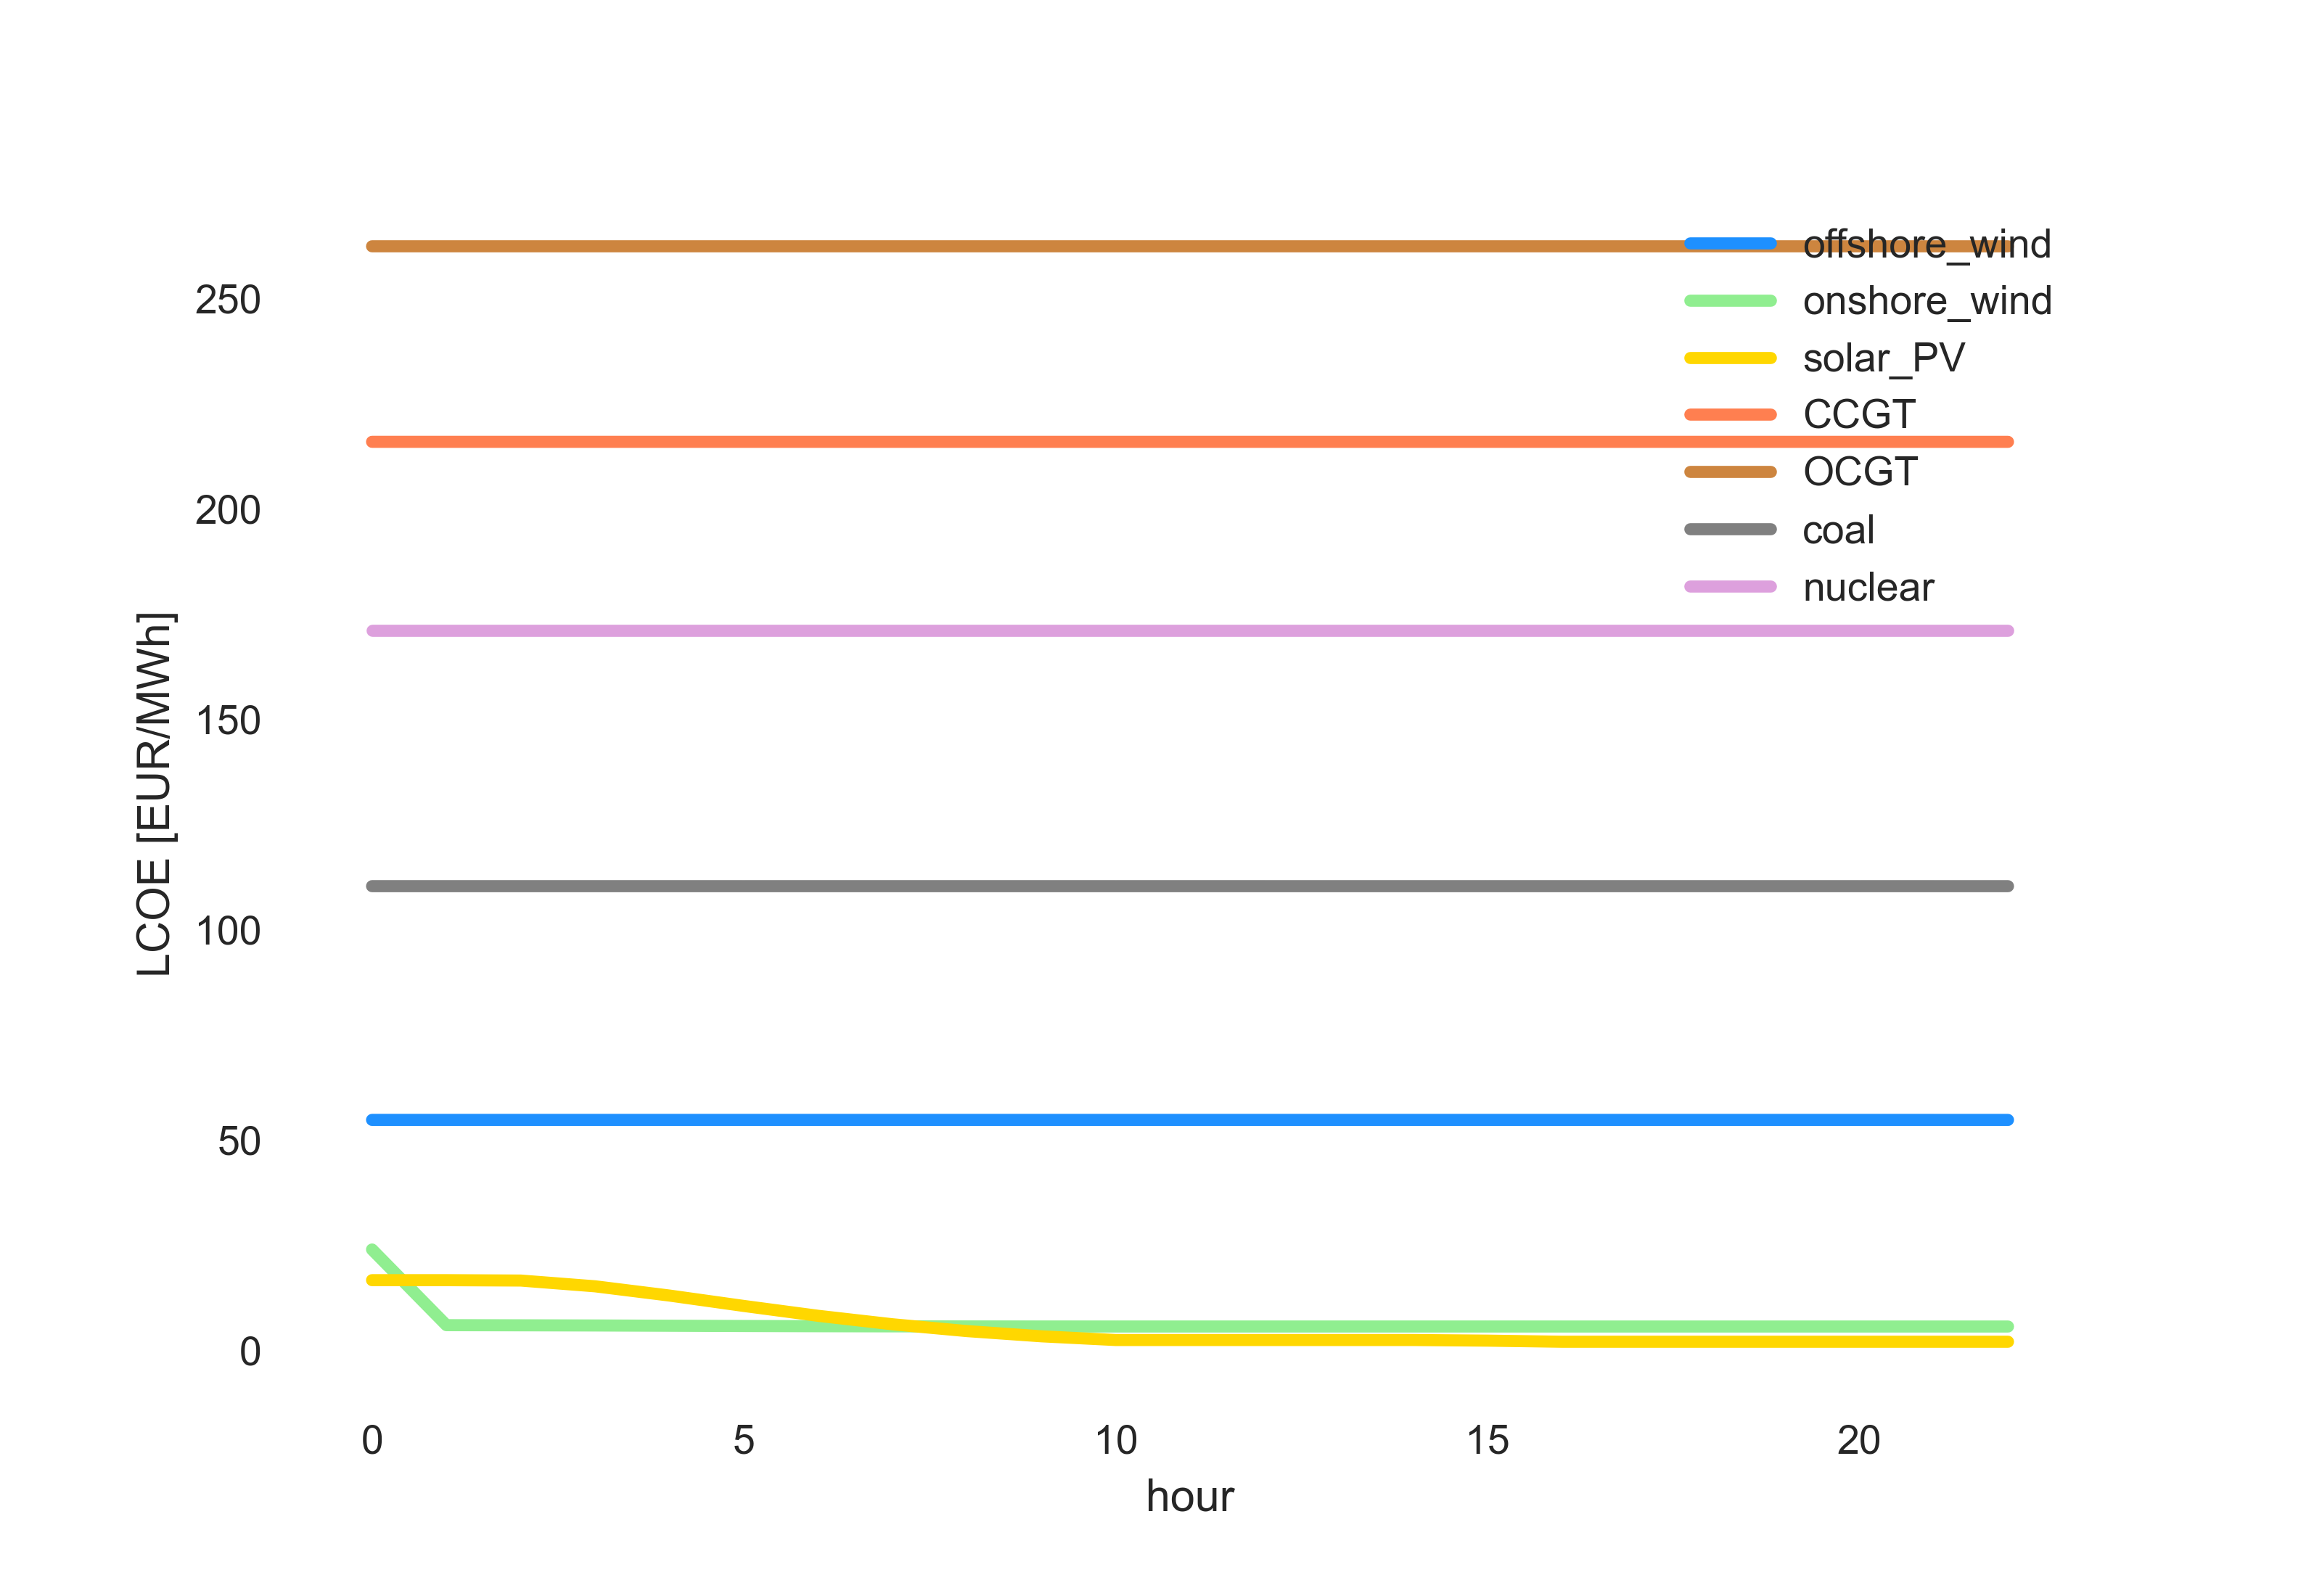 offshore_wind
onshore_wind
solar_PV
CCGT
OCGT
coal
nuclear
LCOE [EUR/MWh]
250
200
150
100
50
0
0 5 10 15 20
hour